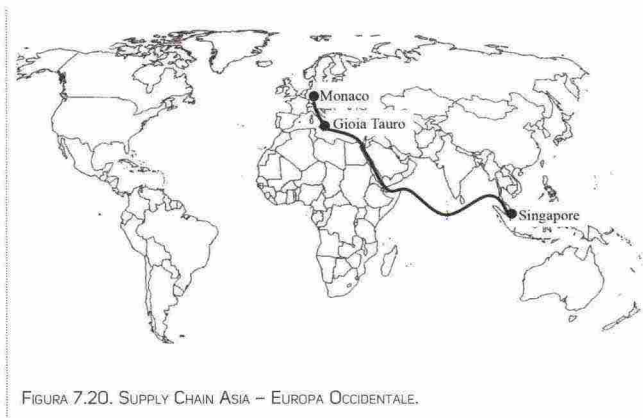 Monaco
Gioia Tauro
Singapore
FIGURA 7.20. SUPPLY CHAIN ASIA – EUROPA OCCIDENTALE.